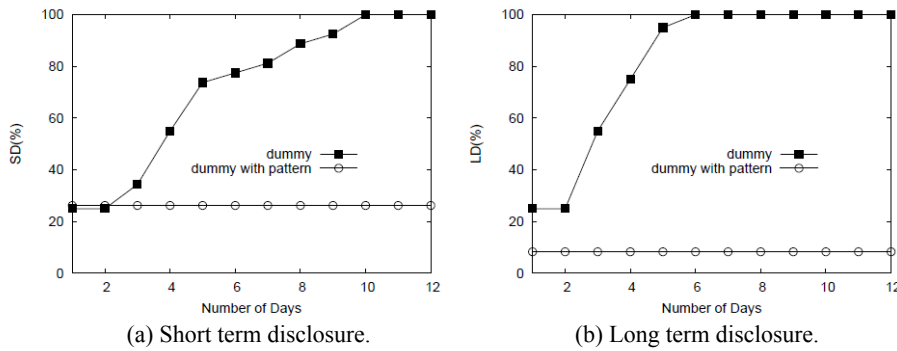 100
80
60
40
20
0
SD(%)
dummy
dummy with pattern
2 4 6 8 10 12
Number of Days
(a) Short term disclosure.
100
80
60
40
20
0
LD(%)
dummy
dummy with pattern
2 4 6 8 10 12
Number of Days
(b) Long term disclosure.